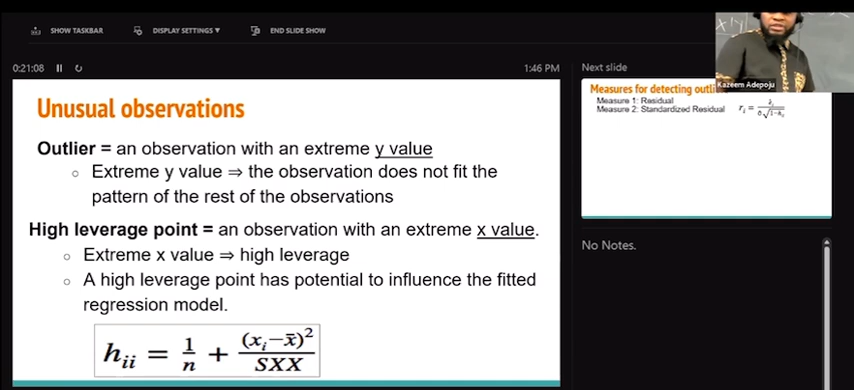 SHOW TASKBAR DISPLAY SETTINGS ▾ END SLIDE SHOW
0:21:08 1:46 PM
Unusual observations
Outlier = an observation with an extreme y value
○ Extreme y value ⇒ the observation does not fit the
pattern of the rest of the observations
High leverage point = an observation with an extreme x value.
○ Extreme x value ⇒ high leverage
○ A high leverage point has potential to influence the fitted
regression model.
hᵢᵢ = 1/n + (xᵢ−x̄)²/SXX
Next slide
Kazeem Adepoju
Measures for detecting outli
Measure 1: Residual
Measure 2: Standardized Residual
No Notes.